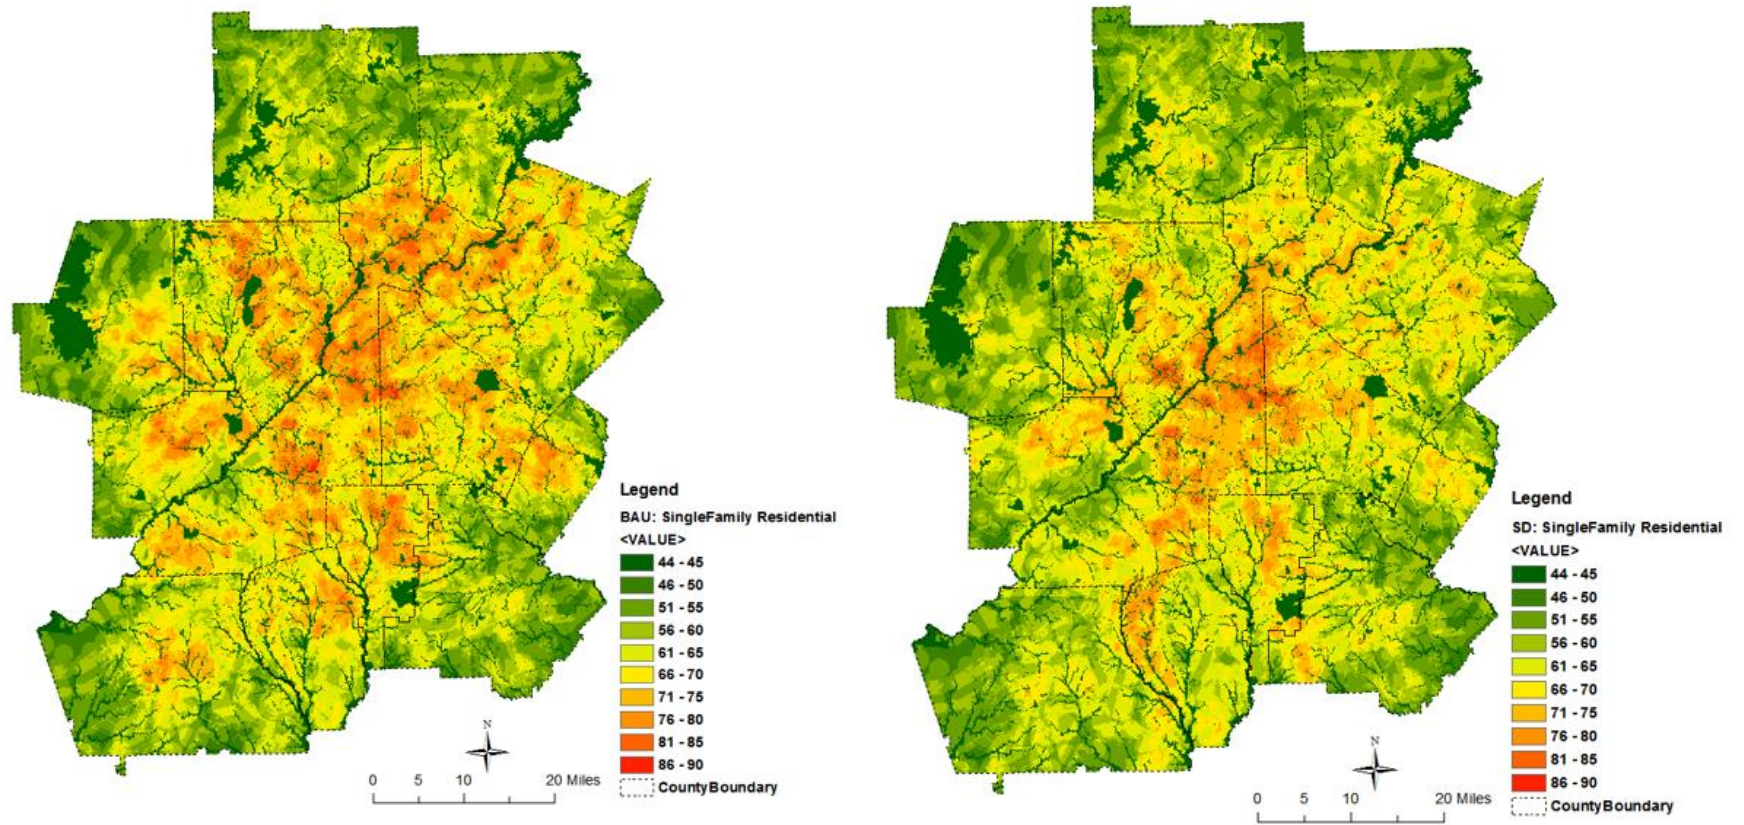 Legend
BAU: SingleFamily Residential
<VALUE>
44 - 45
46 - 50
51 - 55
56 - 60
61 - 65
66 - 70
71 - 75
76 - 80
81 - 85
86 - 90
CountyBoundary
N
0 5 10 20 Miles
Legend
SD: SingleFamily Residential
<VALUE>
44 - 45
46 - 50
51 - 55
56 - 60
61 - 65
66 - 70
71 - 75
76 - 80
81 - 85
86 - 90
CountyBoundary
N
0 5 10 20 Miles